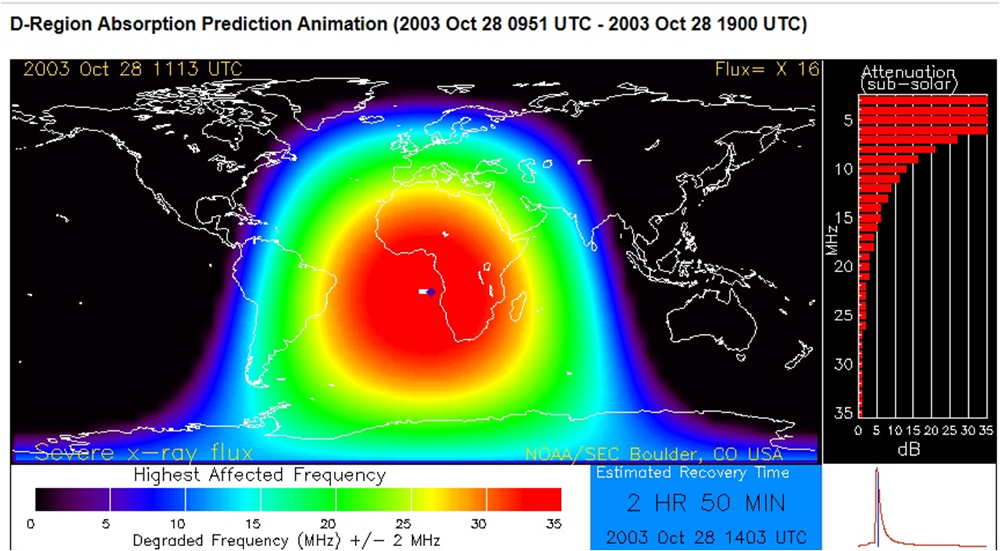 D-Region Absorption Prediction Animation (2003 Oct 28 0951 UTC - 2003 Oct 28 1900 UTC)
2003 Oct 28 1113 UTC
Flux= X 16
Attenuation
(sub-solar)
5
10
15
20
25
30
35
MHz
0 5 10 15 20 25 30 35
dB
Severe x-ray flux
NOAA/SEC Boulder, CO USA
Highest Affected Frequency
0 5 10 15 20 25 30 35
Degraded Frequency (MHz) +/- 2 MHz
Estimated Recovery Time
2 HR 50 MIN
2003 Oct 28 1403 UTC